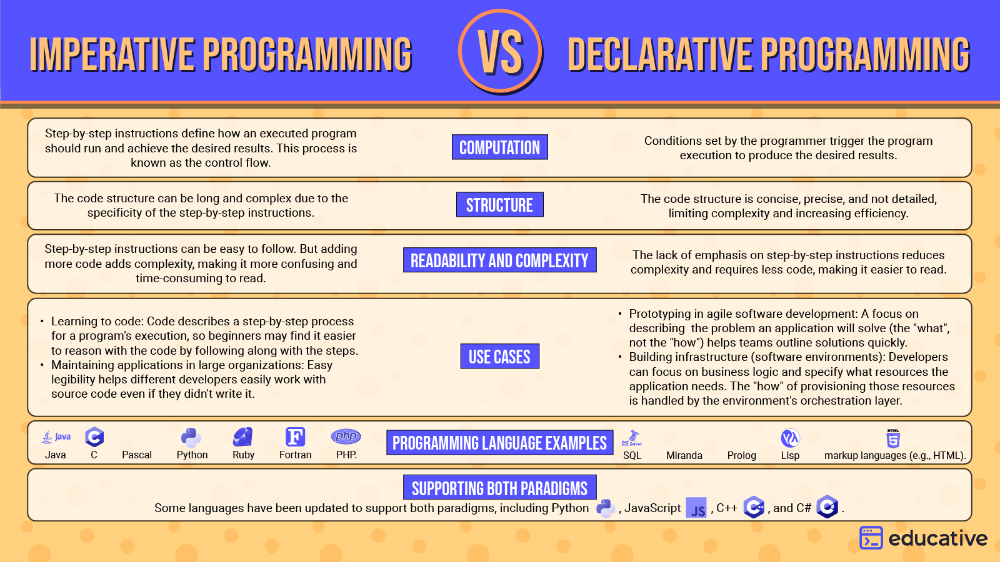 IMPERATIVE PROGRAMMING
VS
DECLARATIVE PROGRAMMING
Step-by-step instructions define how an executed program
should run and achieve the desired results. This process is
known as the control flow.
COMPUTATION
Conditions set by the programmer trigger the program
execution to produce the desired results.
The code structure can be long and complex due to the
specificity of the step-by-step instructions.
STRUCTURE
The code structure is concise, precise, and not detailed,
limiting complexity and increasing efficiency.
Step-by-step instructions can be easy to follow. But adding
more code adds complexity, making it more confusing and
time-consuming to read.
READABILITY AND COMPLEXITY
The lack of emphasis on step-by-step instructions reduces
complexity and requires less code, making it easier to read.
• Learning to code: Code describes a step-by-step process
for a program’s execution, so beginners may find it easier
to reason with the code by following along with the steps.
• Maintaining applications in large organizations: Easy
legibility helps different developers easily work with
source code even if they didn't write it.
USE CASES
• Prototyping in agile software development: A focus on
describing  the problem an application will solve (the "what",
not the "how") helps teams outline solutions quickly.
• Building infrastructure (software environments): Developers
can focus on business logic and specify what resources the
application needs. The "how" of provisioning those resources
is handled by the environment's orchestration layer.
Java C F php
Java C Pascal Python Ruby Fortran PHP.
PROGRAMMING LANGUAGE EXAMPLES
SQL Server λ HTML 5
SQL Miranda Prolog Lisp markup languages (e.g., HTML).
SUPPORTING BOTH PARADIGMS
Some languages have been updated to support both paradigms, including Python , JavaScript JS , C++ C++ , and C# C# .
educative